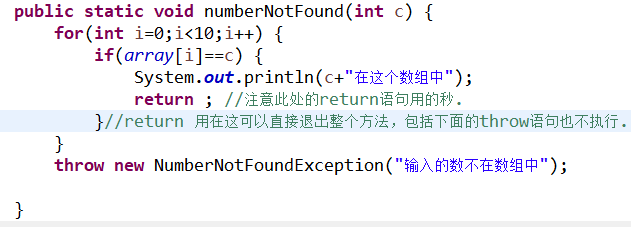 public static void numberNotFound(int c) {
for(int i=0;i<10;i++) {
if(array[i]==c) {
System.out.println(c+"在这个数组中");
return ; //注意此处的return语句用的秒.
}//return 用在这可以直接退出整个方法，包括下面的throw语句也不执行.
}
throw new NumberNotFoundException("输入的数不在数组中");
}